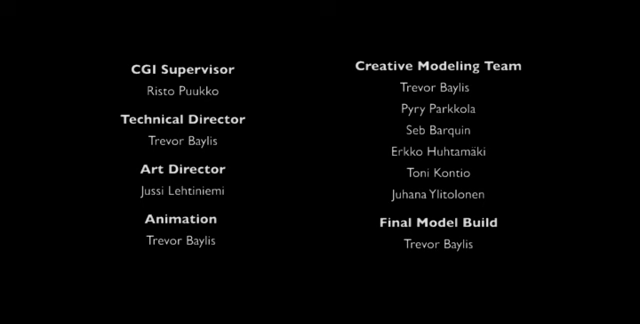 CGI Supervisor
Risto Puukko
Technical Director
Trevor Baylis
Art Director
Jussi Lehtiniemi
Animation
Trevor Baylis
Creative Modeling Team
Trevor Baylis
Pyry Parkkola
Seb Barquin
Erkko Huhtamäki
Toni Kontio
Juhana Ylitolonen
Final Model Build
Trevor Baylis